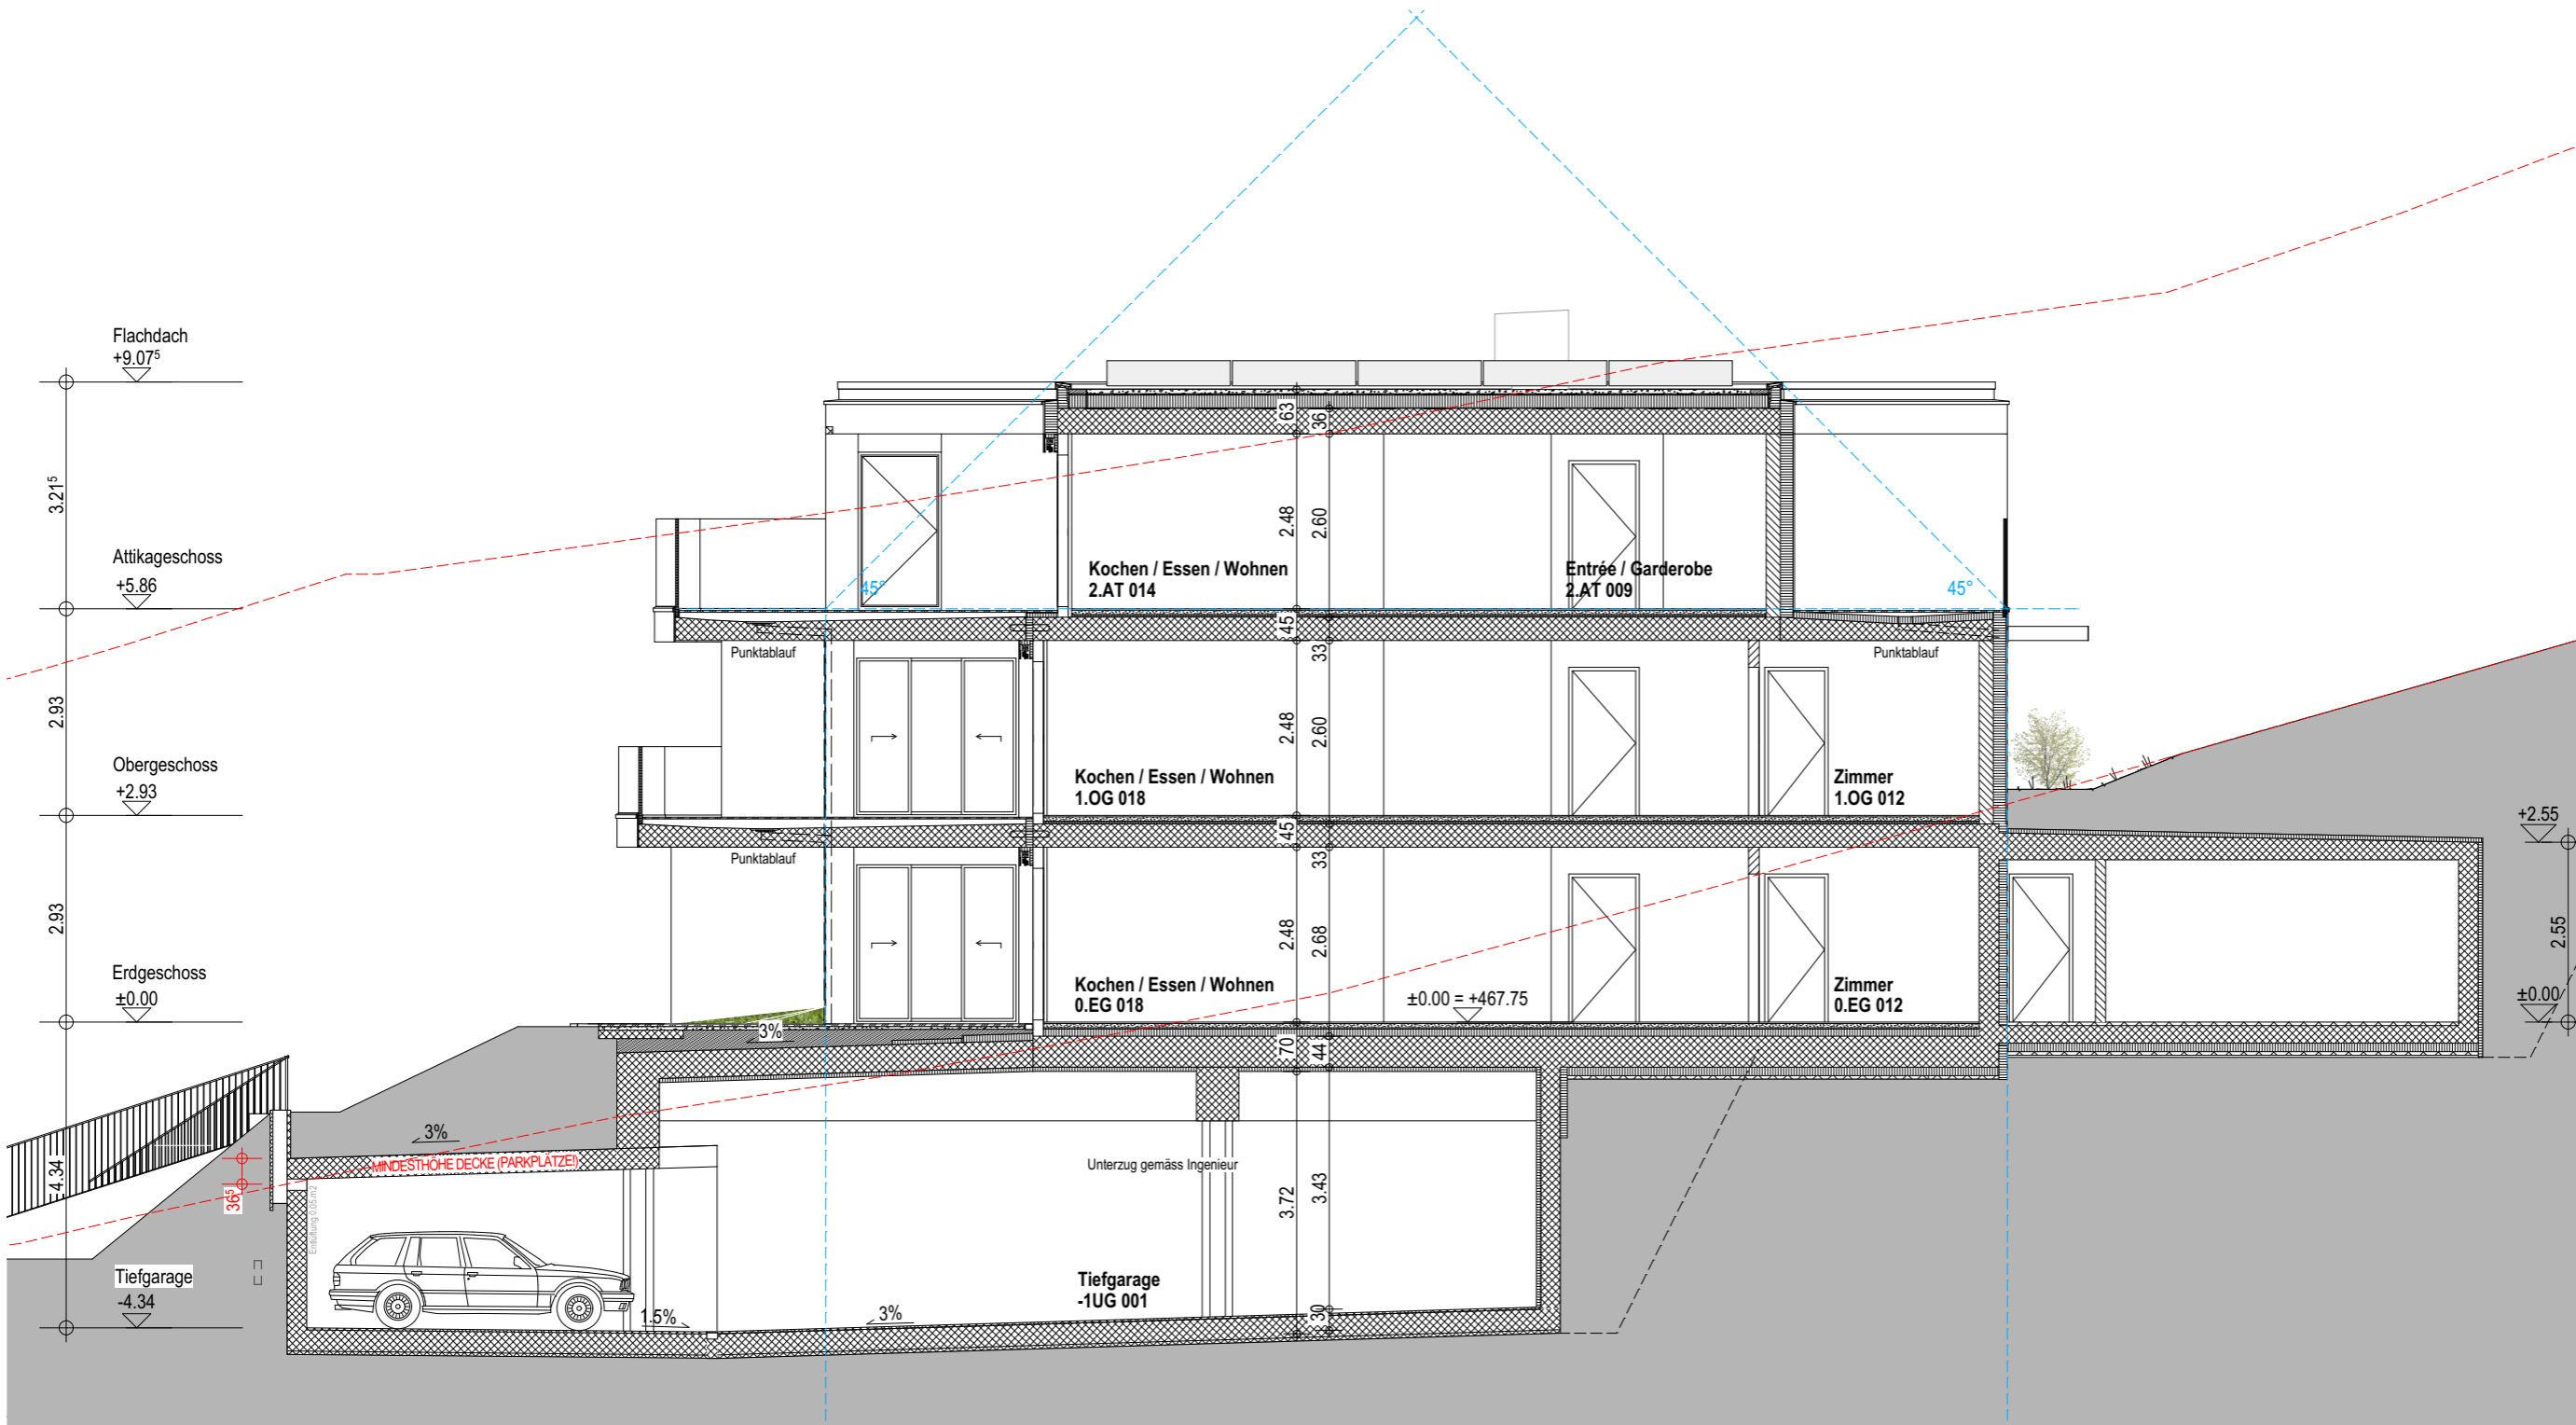 Flachdach
+9.07⁵
3.21⁵
Attikageschoss
+5.86
2.93
Obergeschoss
+2.93
2.93
Erdgeschoss
±0.00
4.34
Tiefgarage
-4.34
63
36
2.48
2.60
Kochen / Essen / Wohnen
2.AT 014
Entrée / Garderobe
2.AT 009
45°
45°
45
33
Punktablauf
Punktablauf
2.48
2.60
Kochen / Essen / Wohnen
1.OG 018
Zimmer
1.OG 012
45
33
Punktablauf
2.48
2.68
Kochen / Essen / Wohnen
0.EG 018
±0.00 = +467.75
Zimmer
0.EG 012
+2.55
2.55
±0.00
3%
70
44
3%
MINDESTHÖHE DECKE (PARKPLÄTZE!)
36⁵
Entlüftung 0.05 m2
Unterzug gemäss Ingenieur
3.72
3.43
Tiefgarage
-1UG 001
1.5%
3%
30